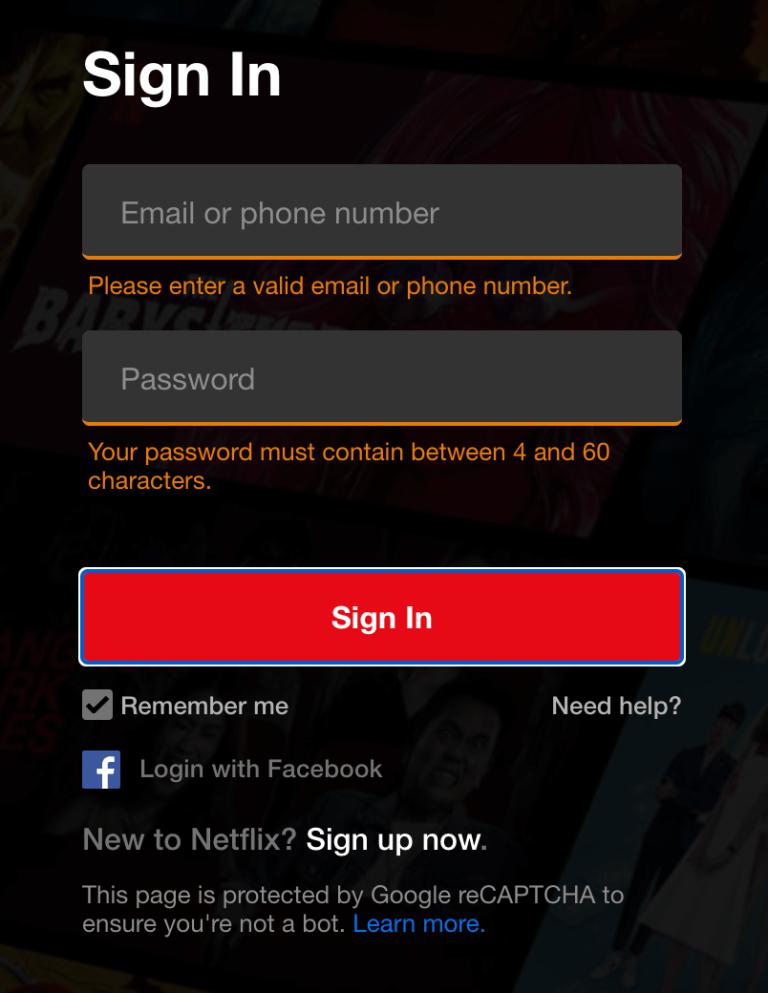 Sign In
Email or phone number
Please enter a valid email or phone number.
THE
BABYSITTER
Password
Your password must contain between 4 and 60
characters.
Sign In
Remember me
Need help?
Login with Facebook
New to Netflix? Sign up now.
This page is protected by Google reCAPTCHA to
ensure you're not a bot. Learn more.